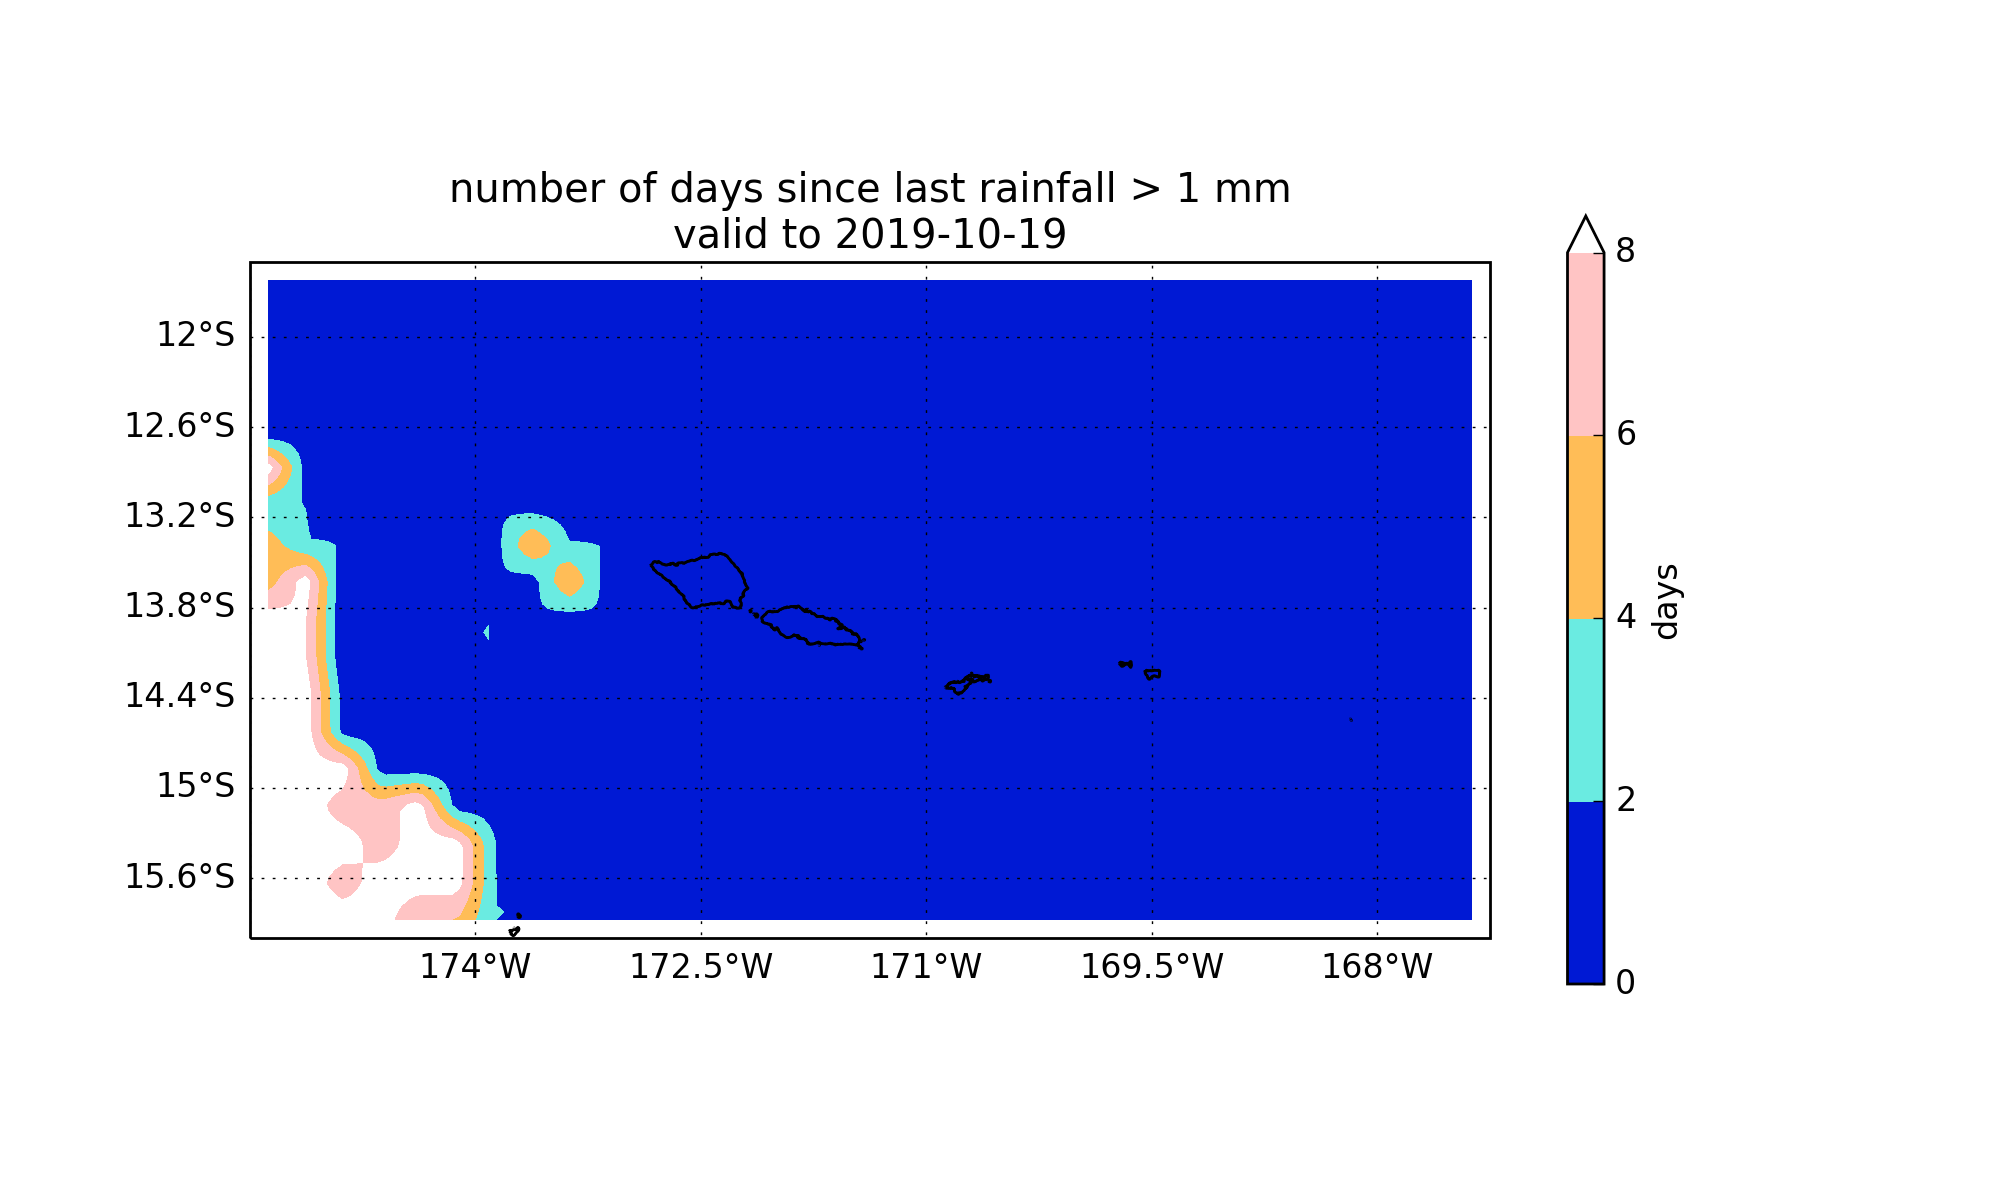 number of days since last rainfall > 1 mm
valid to 2019-10-19
12°S
12.6°S
13.2°S
13.8°S
14.4°S
15°S
15.6°S
174°W
172.5°W
171°W
169.5°W
168°W
8
6
4
2
0
days